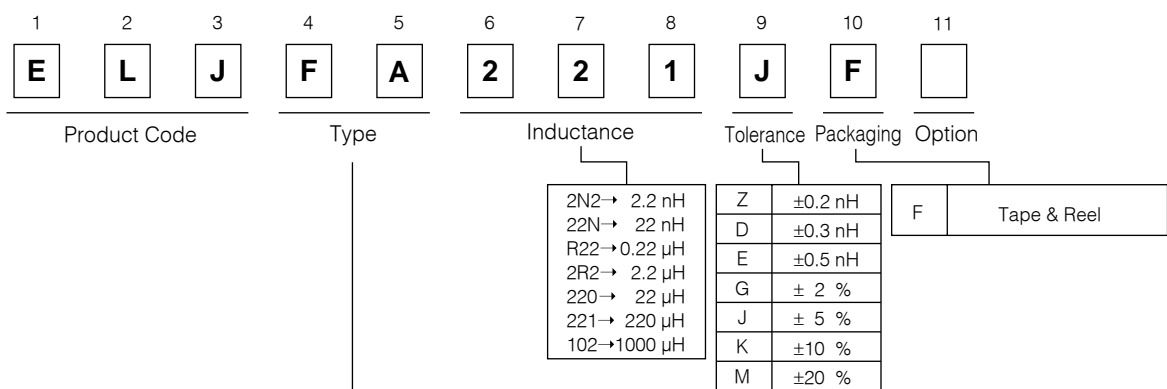 1 2 3 4 5 6 7 8 9 10 11
E L J F A 2 2 1 J F
Product Code Type Inductance Tolerance Packaging Option
2N2→ 2.2 nH
22N→ 22 nH
R22→0.22 μH
2R2→ 2.2 μH
220→ 22 μH
221→ 220 μH
102→1000 μH
Z ±0.2 nH
D ±0.3 nH
E ±0.5 nH
G ± 2 %
J ± 5 %
K ±10 %
M ±20 %
F Tape & Reel